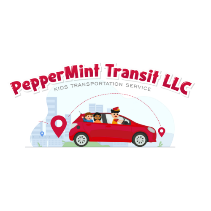 PepperMint Transit LLC
KIDS TRANSPORTATION SERVICE